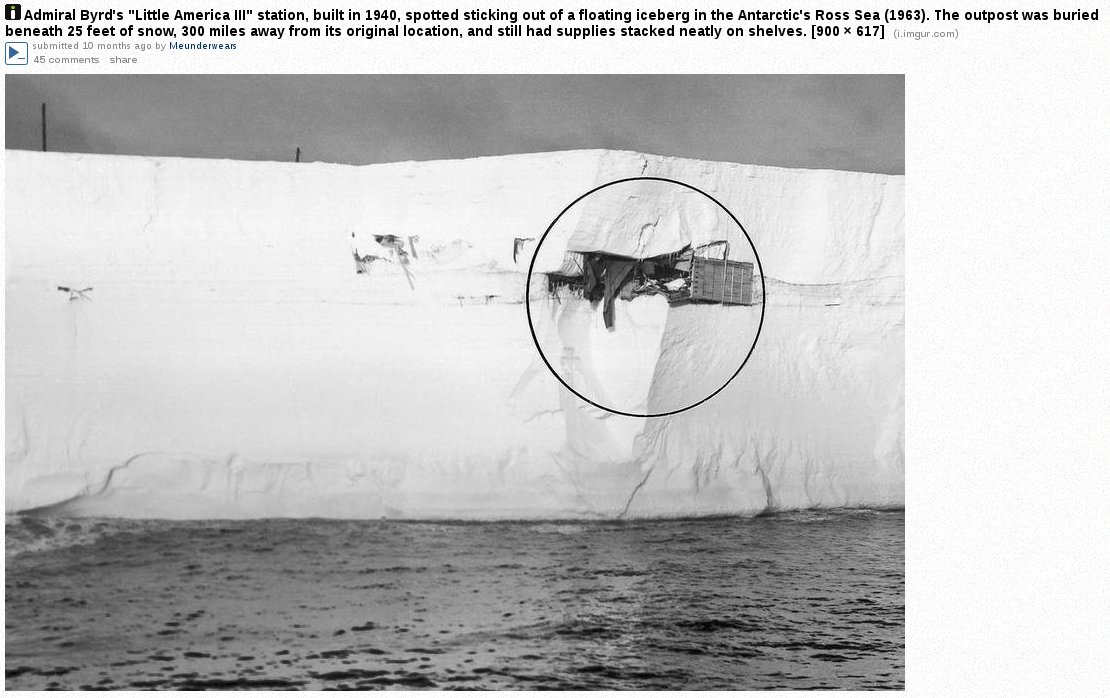 Admiral Byrd's "Little America III" station, built in 1940, spotted sticking out of a floating iceberg in the Antarctic's Ross Sea (1963). The outpost was buried
beneath 25 feet of snow, 300 miles away from its original location, and still had supplies stacked neatly on shelves. [900 × 617] (i.imgur.com)
submitted 10 months ago by Meunderwears
45 comments share